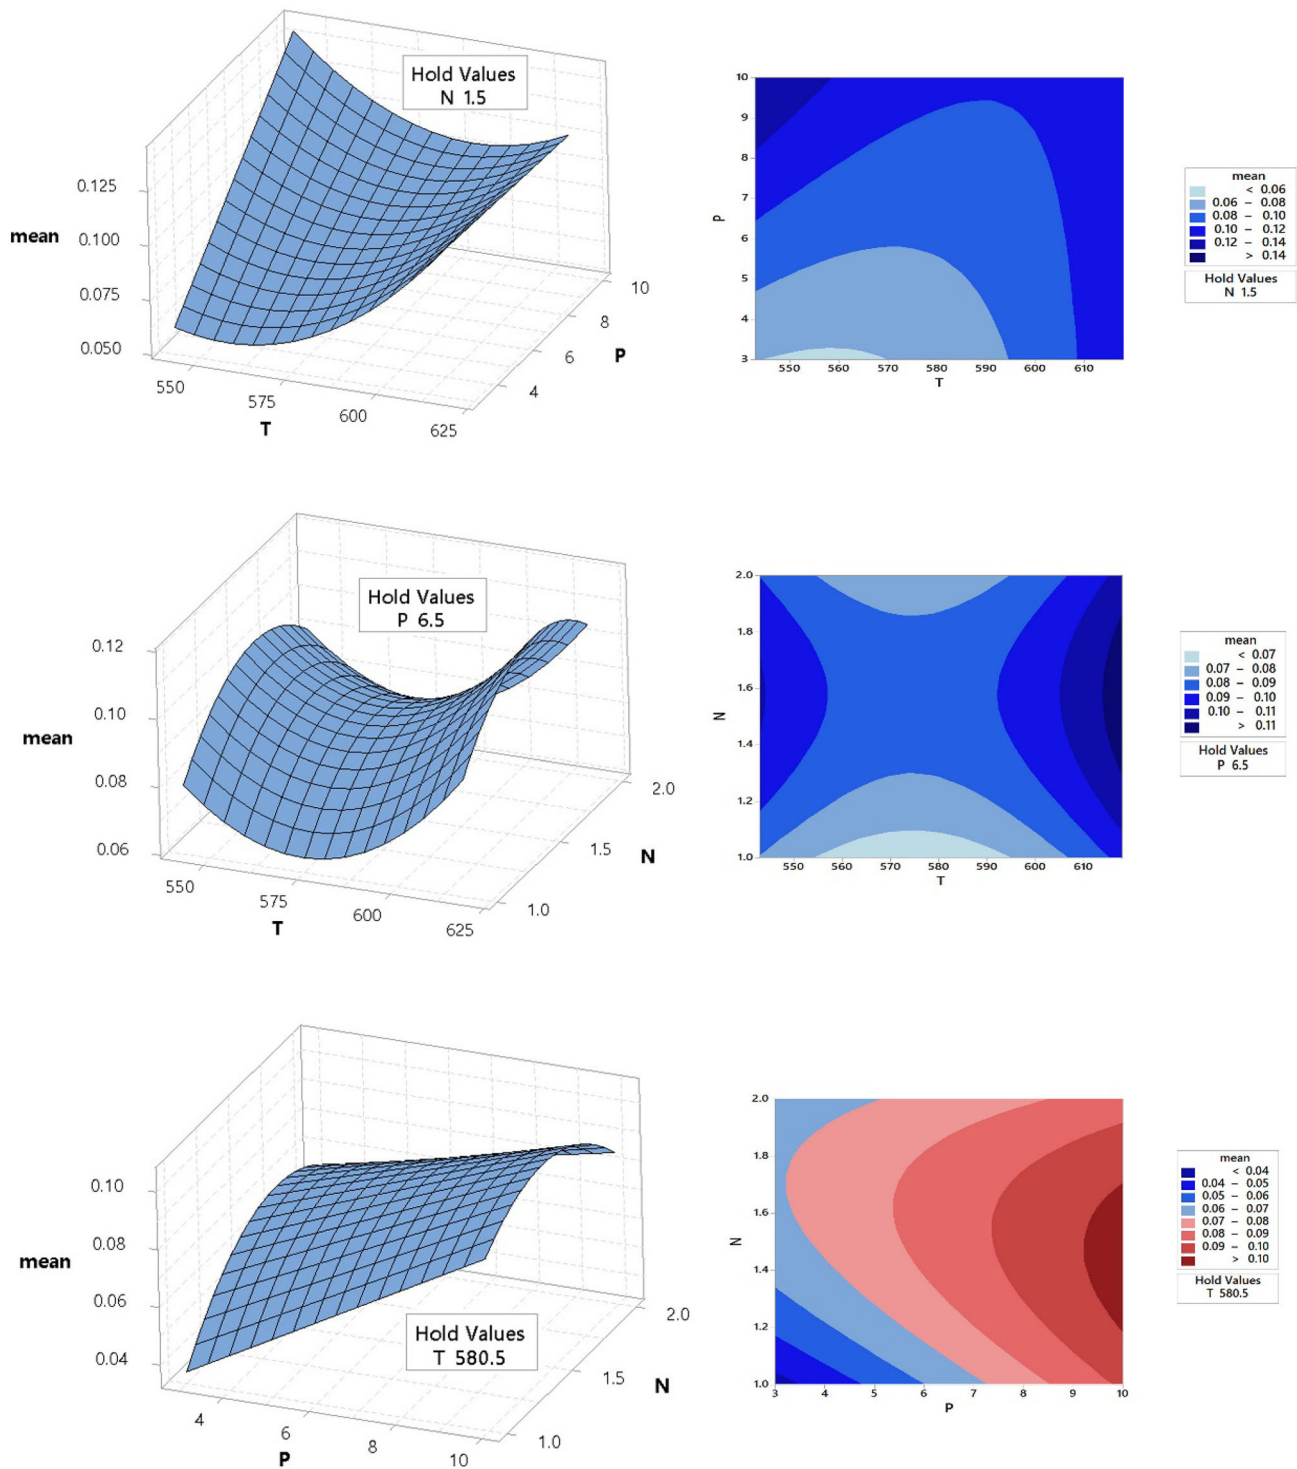 Hold Values
N 1.5
0.125
0.100
0.075
0.050
mean
550
575
600
625
T
4
6
8
10
P
10
9
8
7
6
5
4
3
P
550 560 570 580 590 600 610
T
mean
< 0.06
0.06 – 0.08
0.08 – 0.10
0.10 – 0.12
0.12 – 0.14
> 0.14
Hold Values
N 1.5
Hold Values
P 6.5
0.12
0.10
0.08
0.06
mean
550
575
600
625
T
1.0
1.5
2.0
N
2.0
1.8
1.6
1.4
1.2
1.0
N
550 560 570 580 590 600 610
T
mean
< 0.07
0.07 – 0.08
0.08 – 0.09
0.09 – 0.10
0.10 – 0.11
> 0.11
Hold Values
P 6.5
0.10
0.08
0.06
0.04
mean
Hold Values
T 580.5
4
6
8
10
P
1.0
1.5
2.0
N
2.0
1.8
1.6
1.4
1.2
1.0
N
3 4 5 6 7 8 9 10
P
mean
< 0.04
0.04 – 0.05
0.05 – 0.06
0.06 – 0.07
0.07 – 0.08
0.08 – 0.09
0.09 – 0.10
> 0.10
Hold Values
T 580.5